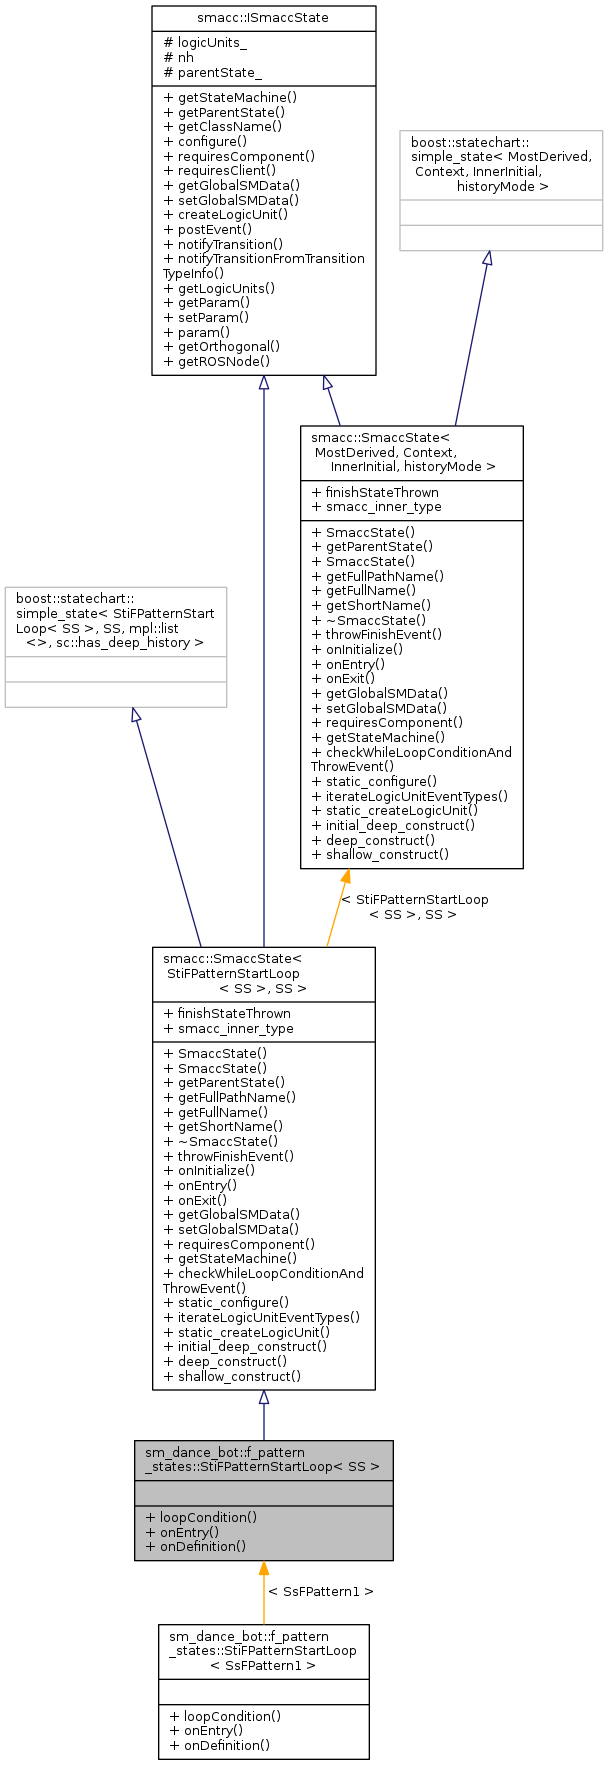 smacc::ISmaccState
# logicUnits_
# nh
# parentState_
+ getStateMachine()
+ getParentState()
+ getClassName()
+ configure()
+ requiresComponent()
+ requiresClient()
+ getGlobalSMData()
+ setGlobalSMData()
+ createLogicUnit()
+ postEvent()
+ notifyTransition()
+ notifyTransitionFromTransition
TypeInfo()
+ getLogicUnits()
+ getParam()
+ setParam()
+ param()
+ getOrthogonal()
+ getROSNode()
boost::statechart::
simple_state< MostDerived,
Context, InnerInitial,
historyMode >
smacc::SmaccState<
MostDerived, Context,
InnerInitial, historyMode >
+ finishStateThrown
+ smacc_inner_type
+ SmaccState()
+ getParentState()
+ SmaccState()
+ getFullPathName()
+ getFullName()
+ getShortName()
+ ~SmaccState()
+ throwFinishEvent()
+ onInitialize()
+ onEntry()
+ onExit()
+ getGlobalSMData()
+ setGlobalSMData()
+ requiresComponent()
+ getStateMachine()
+ checkWhileLoopConditionAnd
ThrowEvent()
+ static_configure()
+ iterateLogicUnitEventTypes()
+ static_createLogicUnit()
+ initial_deep_construct()
+ deep_construct()
+ shallow_construct()
boost::statechart::
simple_state< StiFPatternStart
Loop< SS >, SS, mpl::list
<>, sc::has_deep_history >
< StiFPatternStartLoop
< SS >, SS >
smacc::SmaccState<
StiFPatternStartLoop
< SS >, SS >
+ finishStateThrown
+ smacc_inner_type
+ SmaccState()
+ SmaccState()
+ getParentState()
+ getFullPathName()
+ getFullName()
+ getShortName()
+ ~SmaccState()
+ throwFinishEvent()
+ onInitialize()
+ onEntry()
+ onExit()
+ getGlobalSMData()
+ setGlobalSMData()
+ requiresComponent()
+ getStateMachine()
+ checkWhileLoopConditionAnd
ThrowEvent()
+ static_configure()
+ iterateLogicUnitEventTypes()
+ static_createLogicUnit()
+ initial_deep_construct()
+ deep_construct()
+ shallow_construct()
sm_dance_bot::f_pattern
_states::StiFPatternStartLoop< SS >
+ loopCondition()
+ onEntry()
+ onDefinition()
< SsFPattern1 >
sm_dance_bot::f_pattern
_states::StiFPatternStartLoop
< SsFPattern1 >
+ loopCondition()
+ onEntry()
+ onDefinition()